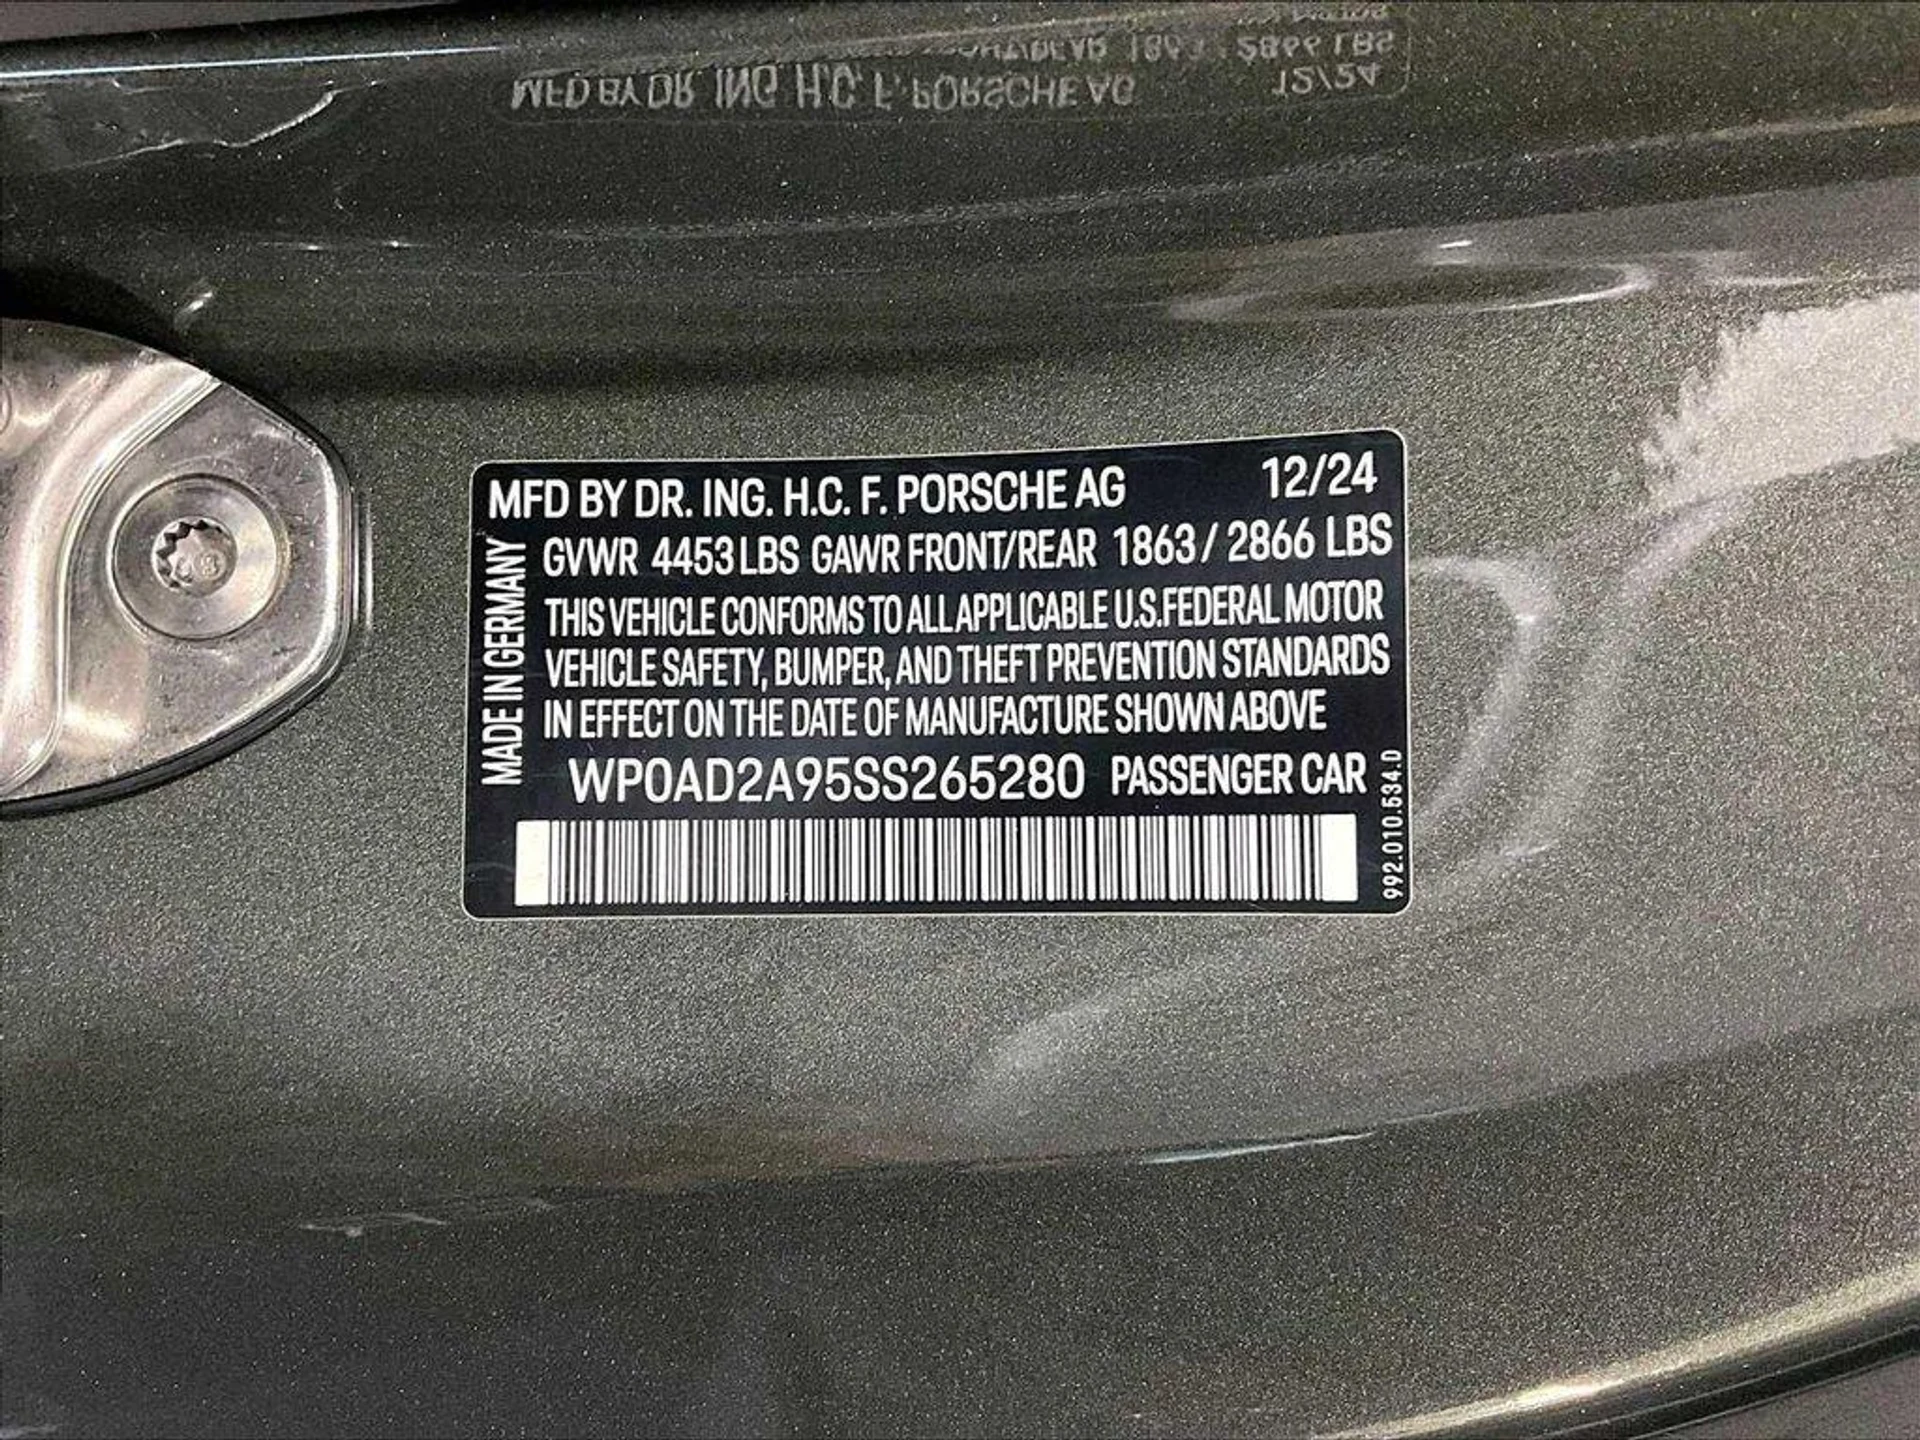 MFD BY DR. ING. H.C. F. PORSCHE AG 12/24
GVWR 4453 LBS GAWR FRONT/REAR 1863 / 2866 LBS
THIS VEHICLE CONFORMS TO ALL APPLICABLE U.S.FEDERAL MOTOR
VEHICLE SAFETY, BUMPER, AND THEFT PREVENTION STANDARDS
IN EFFECT ON THE DATE OF MANUFACTURE SHOWN ABOVE
WP0AD2A95SS265280 PASSENGER CAR
MADE IN GERMANY
992.010.534.0